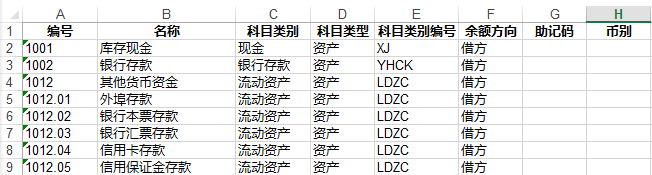 A B C D E F G H
1 编号 名称 科目类别 科目类型 科目类别编号 余额方向 助记码 币别
2 1001 库存现金 现金 资产 XJ 借方
3 1002 银行存款 银行存款 资产 YHCK 借方
4 1012 其他货币资金 流动资产 资产 LDZC 借方
5 1012.01 外埠存款 流动资产 资产 LDZC 借方
6 1012.02 银行本票存款 流动资产 资产 LDZC 借方
7 1012.03 银行汇票存款 流动资产 资产 LDZC 借方
8 1012.04 信用卡存款 流动资产 资产 LDZC 借方
9 1012.05 信用保证金存款 流动资产 资产 LDZC 借方